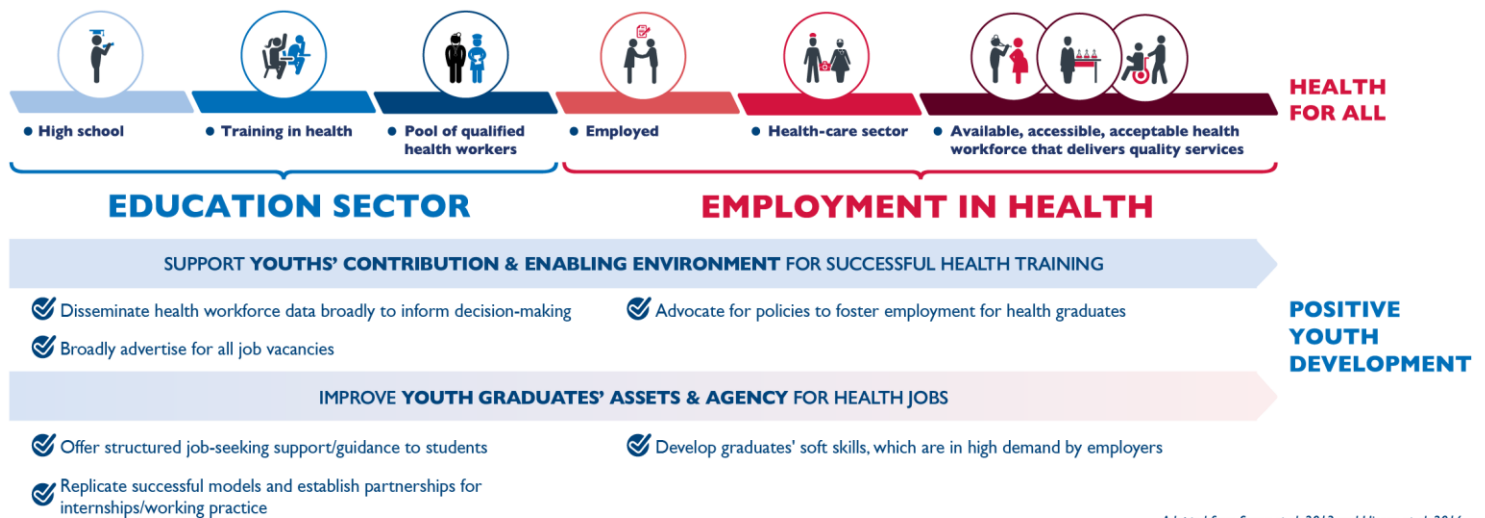 HEALTH
FOR ALL
High school
Training in health
Pool of qualified
health workers
Employed
Health-care sector
Available, accessible, acceptable health
workforce that delivers quality services
EDUCATION SECTOR
EMPLOYMENT IN HEALTH
SUPPORT YOUTHS' CONTRIBUTION & ENABLING ENVIRONMENT FOR SUCCESSFUL HEALTH TRAINING
Disseminate health workforce data broadly to inform decision-making
Advocate for policies to foster employment for health graduates
Broadly advertise for all job vacancies
POSITIVE
YOUTH
DEVELOPMENT
IMPROVE YOUTH GRADUATES' ASSETS & AGENCY FOR HEALTH JOBS
Offer structured job-seeking support/guidance to students
Develop graduates' soft skills, which are in high demand by employers
Replicate successful models and establish partnerships for
internships/working practice